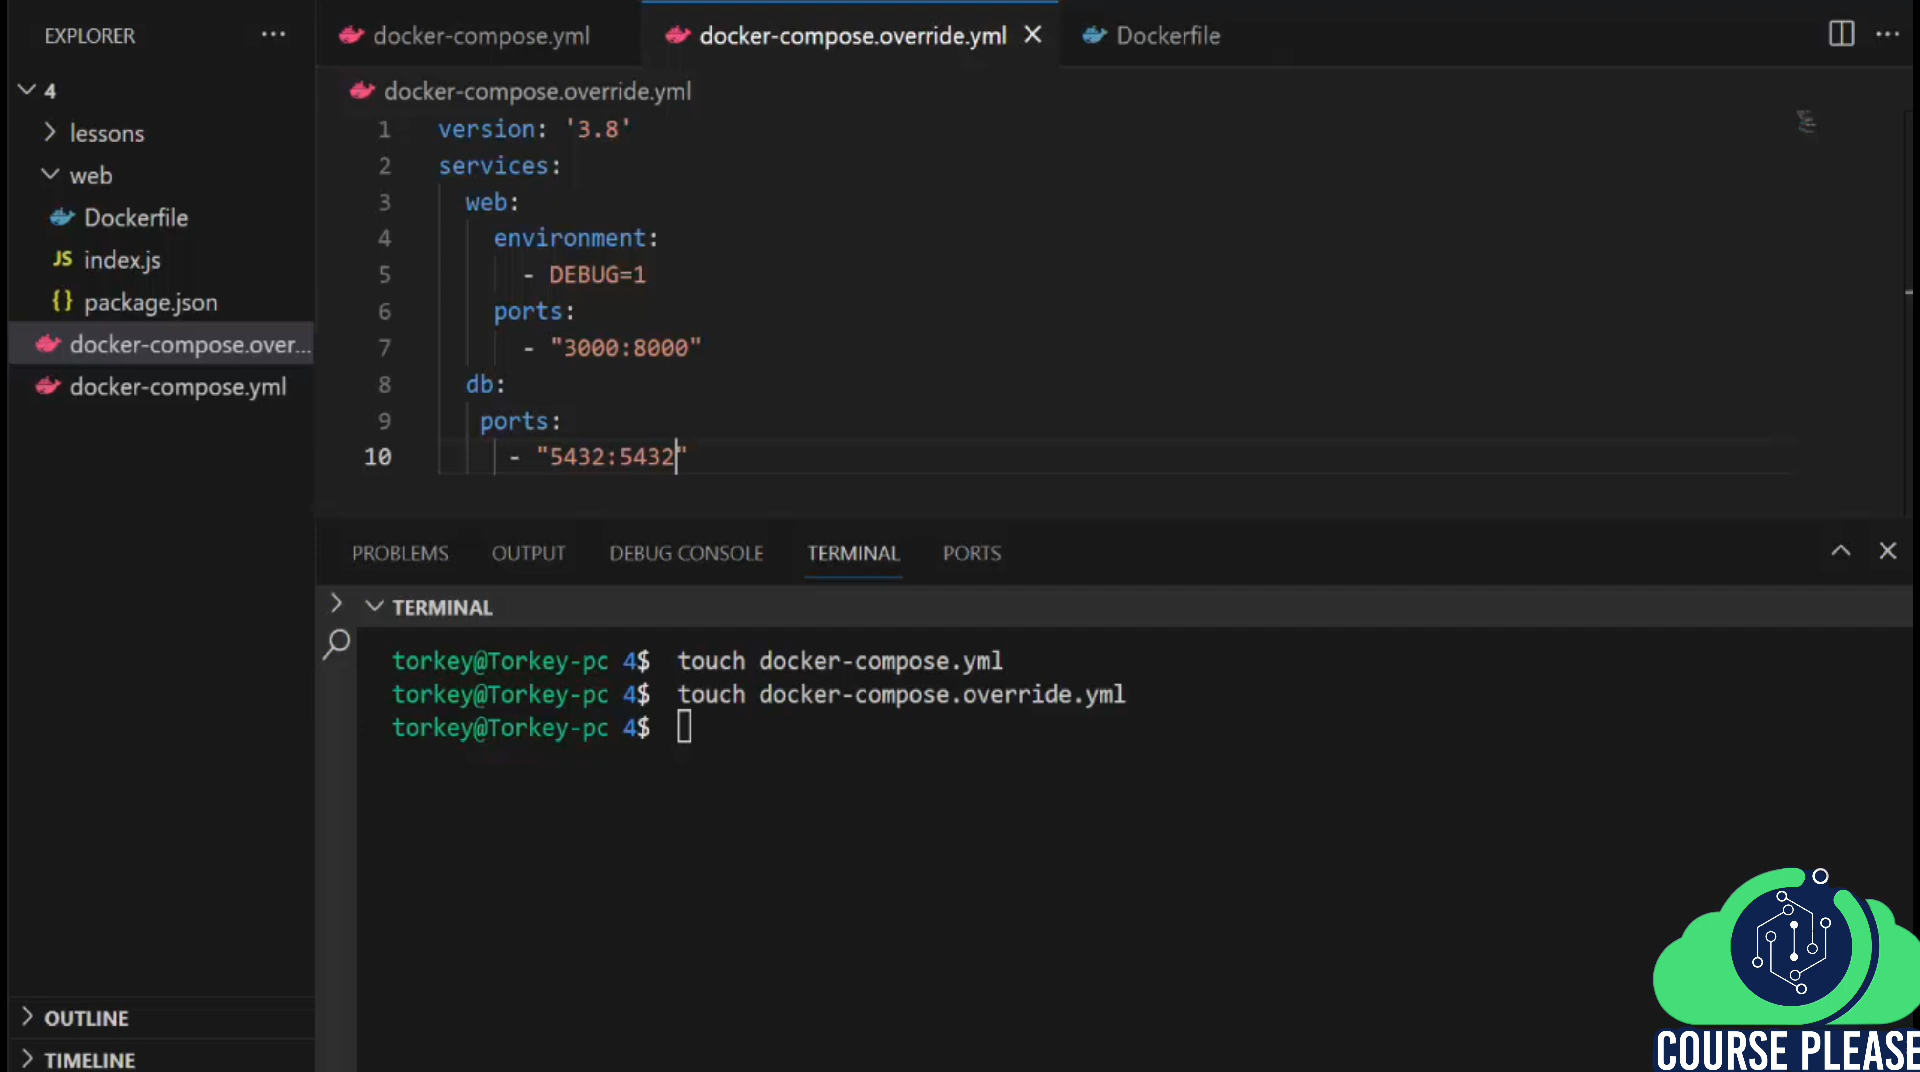 EXPLORER
4
lessons
web
Dockerfile
JS index.js
{} package.json
docker-compose.over...
docker-compose.yml
OUTLINE
TIMELINE
docker-compose.yml
docker-compose.override.yml
Dockerfile
docker-compose.override.yml
1 version: '3.8'
2 services:
3 web:
4 environment:
5 - DEBUG=1
6 ports:
7 - "3000:8000"
8 db:
9 ports:
10 - "5432:5432"
PROBLEMS OUTPUT DEBUG CONSOLE TERMINAL PORTS
TERMINAL
torkey@Torkey-pc 4$ touch docker-compose.yml
torkey@Torkey-pc 4$ touch docker-compose.override.yml
torkey@Torkey-pc 4$
COURSE PLEASE